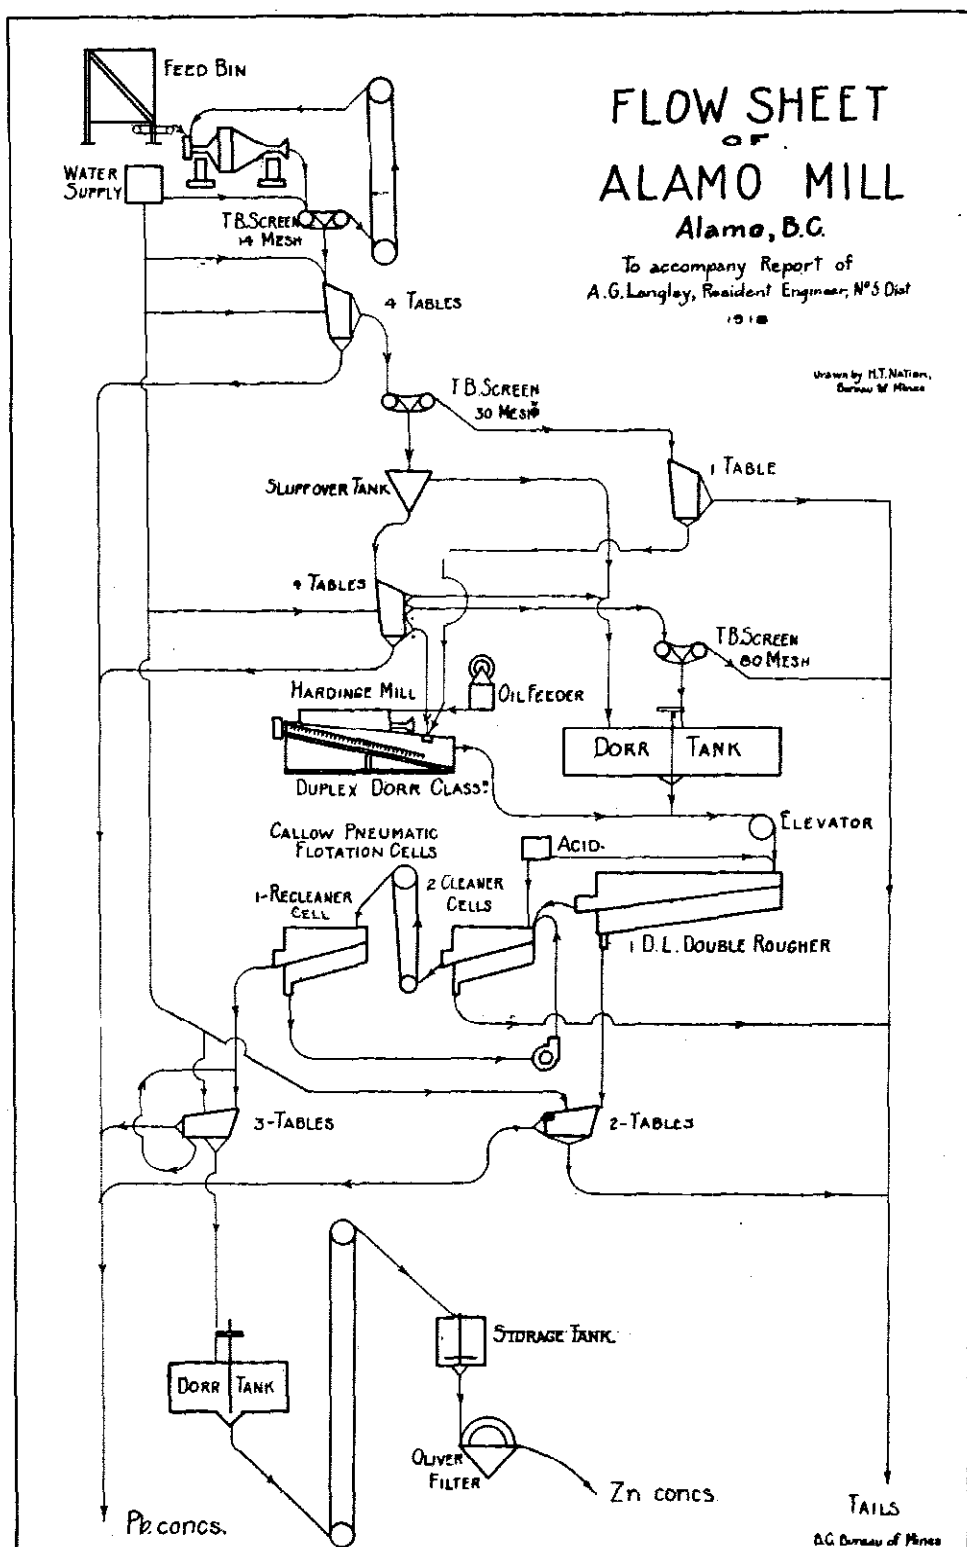 FLOW SHEET
OF
ALAMO MILL
Alamo, B.C.
To accompany Report of
A.G. Langley, Resident Engineer, Nº5 Dist
1918
Drawn by H.T. Nation,
Bureau of Mines
FEED BIN
WATER
SUPPLY
T.B. SCREEN
14 MESH
4 TABLES
T.B. SCREEN
30 MESH
1 TABLE
SLUFFOVER TANK
4 TABLES
T.B. SCREEN
80 MESH
HARDINGE MILL
OIL FEEDER
DORR TANK
DUPLEX DORR CLASS.
ELEVATOR
CALLOW PNEUMATIC
FLOTATION CELLS
ACID.
1-RECLEANER
CELL
2 CLEANER
CELLS
1 D.L. DOUBLE ROUGHER
3-TABLES
2-TABLES
STORAGE TANK.
DORR TANK
OLIVER
FILTER
Zn concs.
Pb. concs.
TAILS
B.C. Bureau of Mines